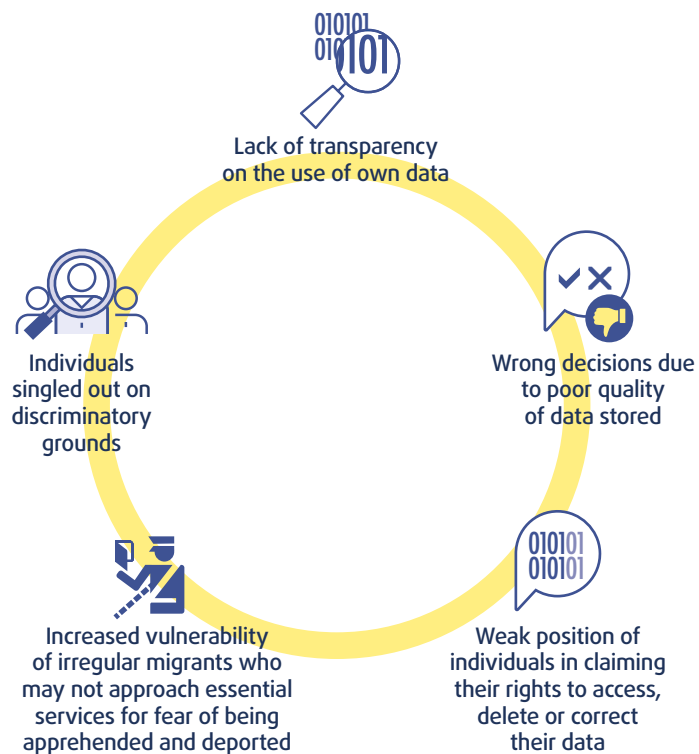 010101
010101
Lack of transparency
on the use of own data
Wrong decisions due
to poor quality
of data stored
010101
010101
Weak position of
individuals in claiming
their rights to access,
delete or correct
their data
Increased vulnerability
of irregular migrants who
may not approach essential
services for fear of being
apprehended and deported
Individuals
singled out on
discriminatory
grounds